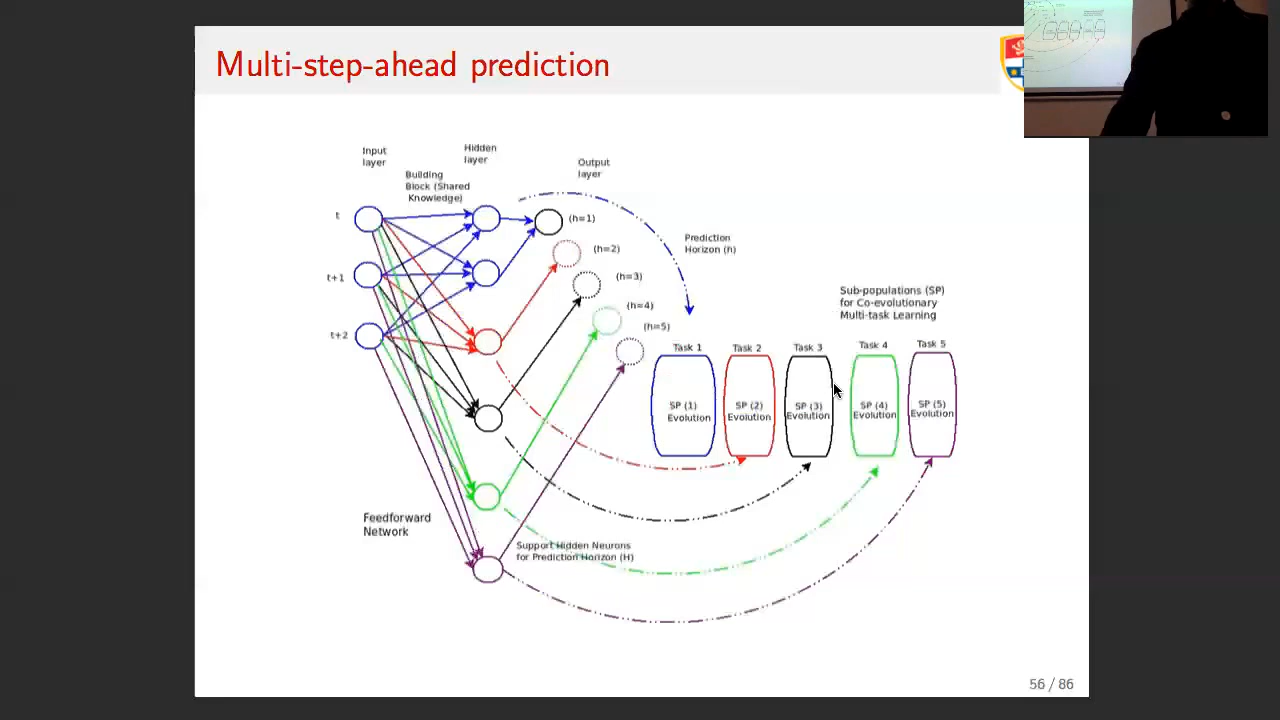 Multi-step-ahead prediction
Input
layer
Hidden
layer
Output
layer
Building
Block (Shared
Knowledge)
t
t+1
t+2
(h=1)
(h=2)
(h=3)
(h=4)
(h=5)
Prediction
Horizon (h)
Sub-populations (SP)
for Co-evolutionary
Multi-task Learning
Task 1
Task 2
Task 3
Task 4
Task 5
SP (1)
Evolution
SP (2)
Evolution
SP (3)
Evolution
SP (4)
Evolution
SP (5)
Evolution
Feedforward
Network
Support Hidden Neurons
for Prediction Horizon (H)
56 / 86